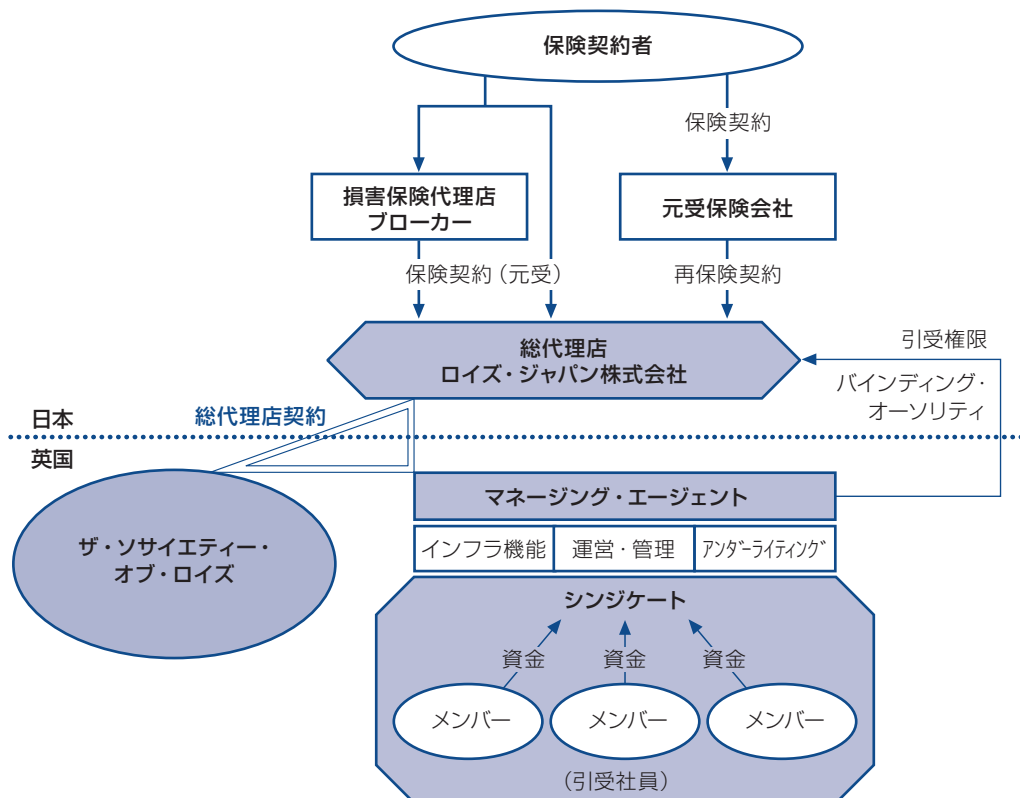 保険契約者
保険契約
損害保険代理店
ブローカー
元受保険会社
保険契約（元受）
再保険契約
総代理店
ロイズ・ジャパン株式会社
引受権限
バインディング・
オーソリティ
日本
総代理店契約
英国
マネージング・エージェント
ザ・ソサイエティー・
オブ・ロイズ
インフラ機能
運営・管理
アンダーライティング
シンジケート
資金
資金
資金
メンバー
メンバー
メンバー
（引受社員）